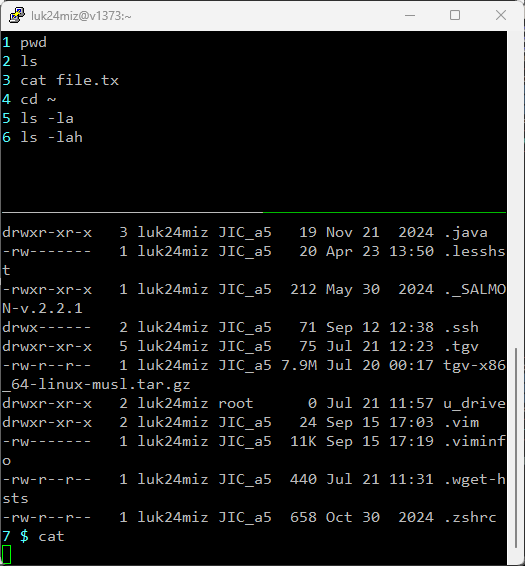 luk24miz@v1373:~
1 pwd
2 ls
3 cat file.tx
4 cd ~
5 ls -la
6 ls -lah
drwxr-xr-x   3 luk24miz JIC_a5   19 Nov 21  2024 .java
-rw-------   1 luk24miz JIC_a5   20 Apr 23 13:50 .lesshs
t
-rwxr-xr-x   1 luk24miz JIC_a5  212 May 30  2024 ._SALMO
N-v.2.2.1
drwx------   2 luk24miz JIC_a5   71 Sep 12 12:38 .ssh
drwxr-xr-x   5 luk24miz JIC_a5   75 Jul 21 12:23 .tgv
-rw-r--r--   1 luk24miz JIC_a5 7.9M Jul 20 00:17 tgv-x86
_64-linux-musl.tar.gz
drwxr-xr-x   2 luk24miz root      0 Jul 21 11:57 u_drive
drwxr-xr-x   2 luk24miz JIC_a5   24 Sep 15 17:03 .vim
-rw-------   1 luk24miz JIC_a5  11K Sep 15 17:19 .viminf
o
-rw-r--r--   1 luk24miz JIC_a5  440 Jul 21 11:31 .wget-h
sts
-rw-r--r--   1 luk24miz JIC_a5  658 Oct 30  2024 .zshrc
7 $ cat